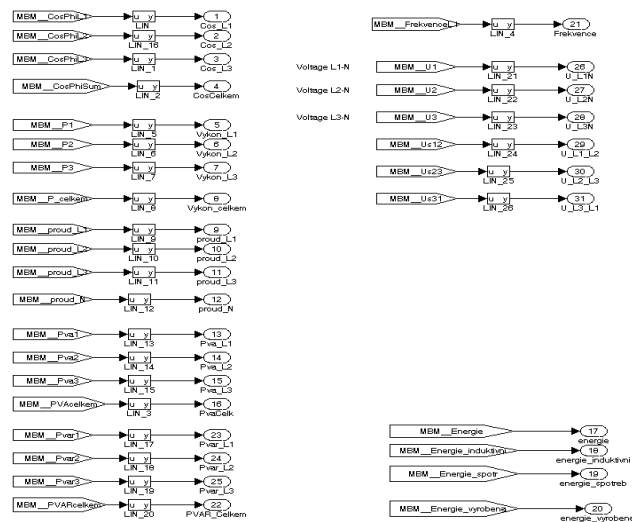 MBM__CosPhiL1 u y 1
LIN Cos_L1
MBM__CosPhiL2 u y 2
LIN_16 Cos_L2
MBM__CosPhiL3 u y 3
LIN_1 Cos_L3
MBM__CosPhiSum u y 4
LIN_2 CosCelkem
MBM__P1 u y 5
LIN_5 Vykon_L1
MBM__P2 u y 6
LIN_6 Vykon_L2
MBM__P3 u y 7
LIN_7 Vykon_L3
MBM__P_celkem u y 8
LIN_8 Vykon_celkem
MBM__proud_L1 u y 9
LIN_9 proud_L1
MBM__proud_L2 u y 10
LIN_10 proud_L2
MBM__proud_L3 u y 11
LIN_11 proud_L3
MBM__proud_N u y 12
LIN_12 proud_N
MBM__Pva1 u y 13
LIN_13 Pva_L1
MBM__Pva2 u y 14
LIN_14 Pva_L2
MBM__Pva3 u y 15
LIN_15 Pva_L3
MBM__PVAcelkem u y 16
LIN_3 PvaCelk
MBM__Pvar1 u y 23
LIN_17 Pvar_L1
MBM__Pvar2 u y 24
LIN_18 Pvar_L2
MBM__Pvar3 u y 25
LIN_19 Pvar_L3
MBM__PVARcelkem u y 22
LIN_20 PVAR_Celkem
MBM__FrekvenceL1 u y 21
LIN_4 Frekvence
Voltage L1-N MBM__U1 u y 26
LIN_21 U_L1N
Voltage L2-N MBM__U2 u y 27
LIN_22 U_L2N
Voltage L3-N MBM__U3 u y 28
LIN_23 U_L3N
MBM__Us12 u y 29
LIN_24 U_L1_L2
MBM__Us23 u y 30
LIN_25 U_L2_L3
MBM__Us31 u y 31
LIN_26 U_L3_L1
MBM__Energie 17
energie
MBM__Energie_induktivni 18
energie_induktivni
MBM__Energie_spotr 19
energie_spotreb
MBM__Energie_vyrobena 20
energie_vyrobena